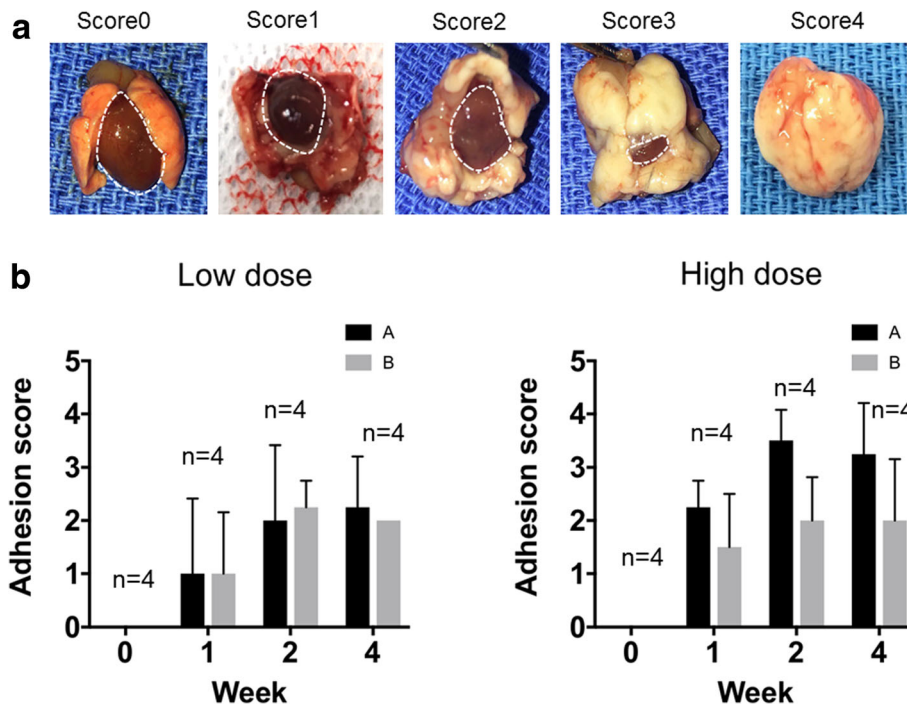 a
Score0 Score1 Score2 Score3 Score4
b
Low dose
A
B
Adhesion score
5
4
3
2
1
0
n=4
n=4
n=4
n=4
0 1 2 4
Week
High dose
A
B
Adhesion score
5
4
3
2
1
0
n=4
n=4
n=4
n=4
0 1 2 4
Week